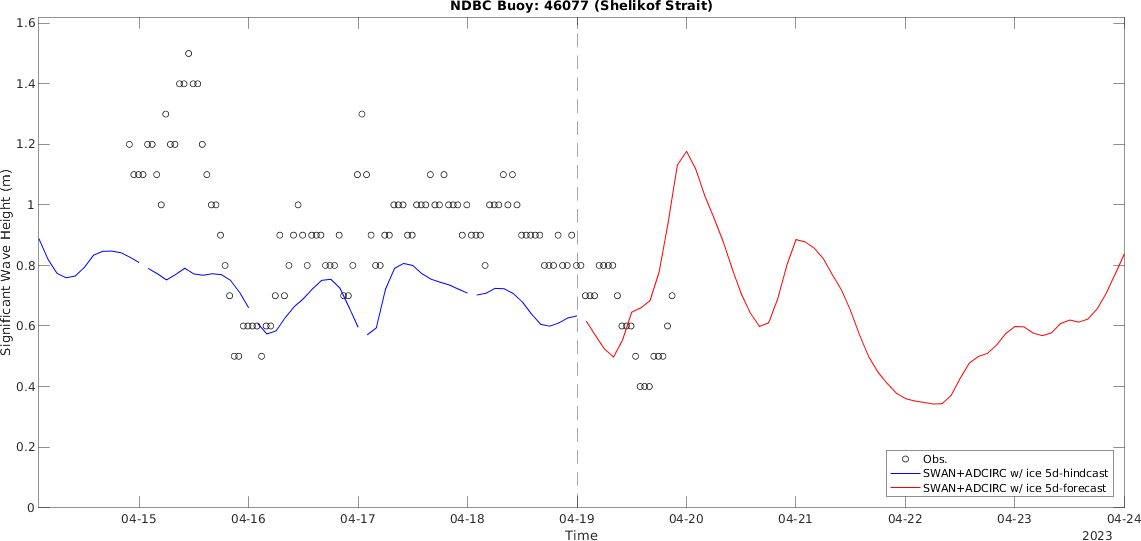 NDBC Buoy: 46077 (Shelikof Strait)
Significant Wave Height (m)
1.6
1.4
1.2
1
0.8
0.6
0.4
0.2
0
Obs.
SWAN+ADCIRC w/ ice 5d-hindcast
SWAN+ADCIRC w/ ice 5d-forecast
04-15 04-16 04-17 04-18 04-19 04-20 04-21 04-22 04-23 04-24
Time
2023